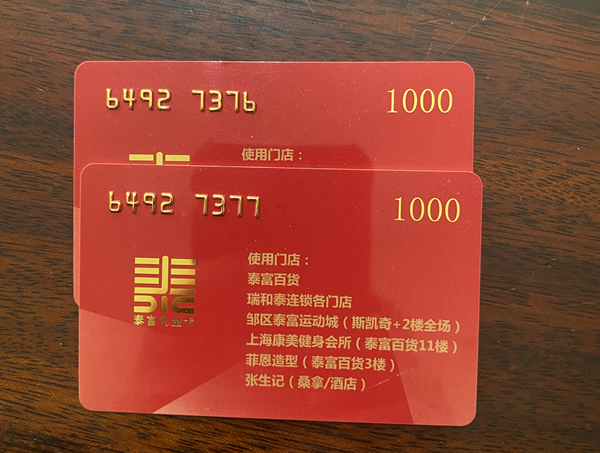 6492 7376
1000
使用门店：
6492 7377
1000
使用门店：
泰富百货
瑞和泰连锁各门店
邹区泰富运动城（斯凯奇+2楼全场）
上海康美健身会所（泰富百货11楼）
菲恩造型（泰富百货3楼）
张生记（桑拿/酒店）
泰富礼金卡